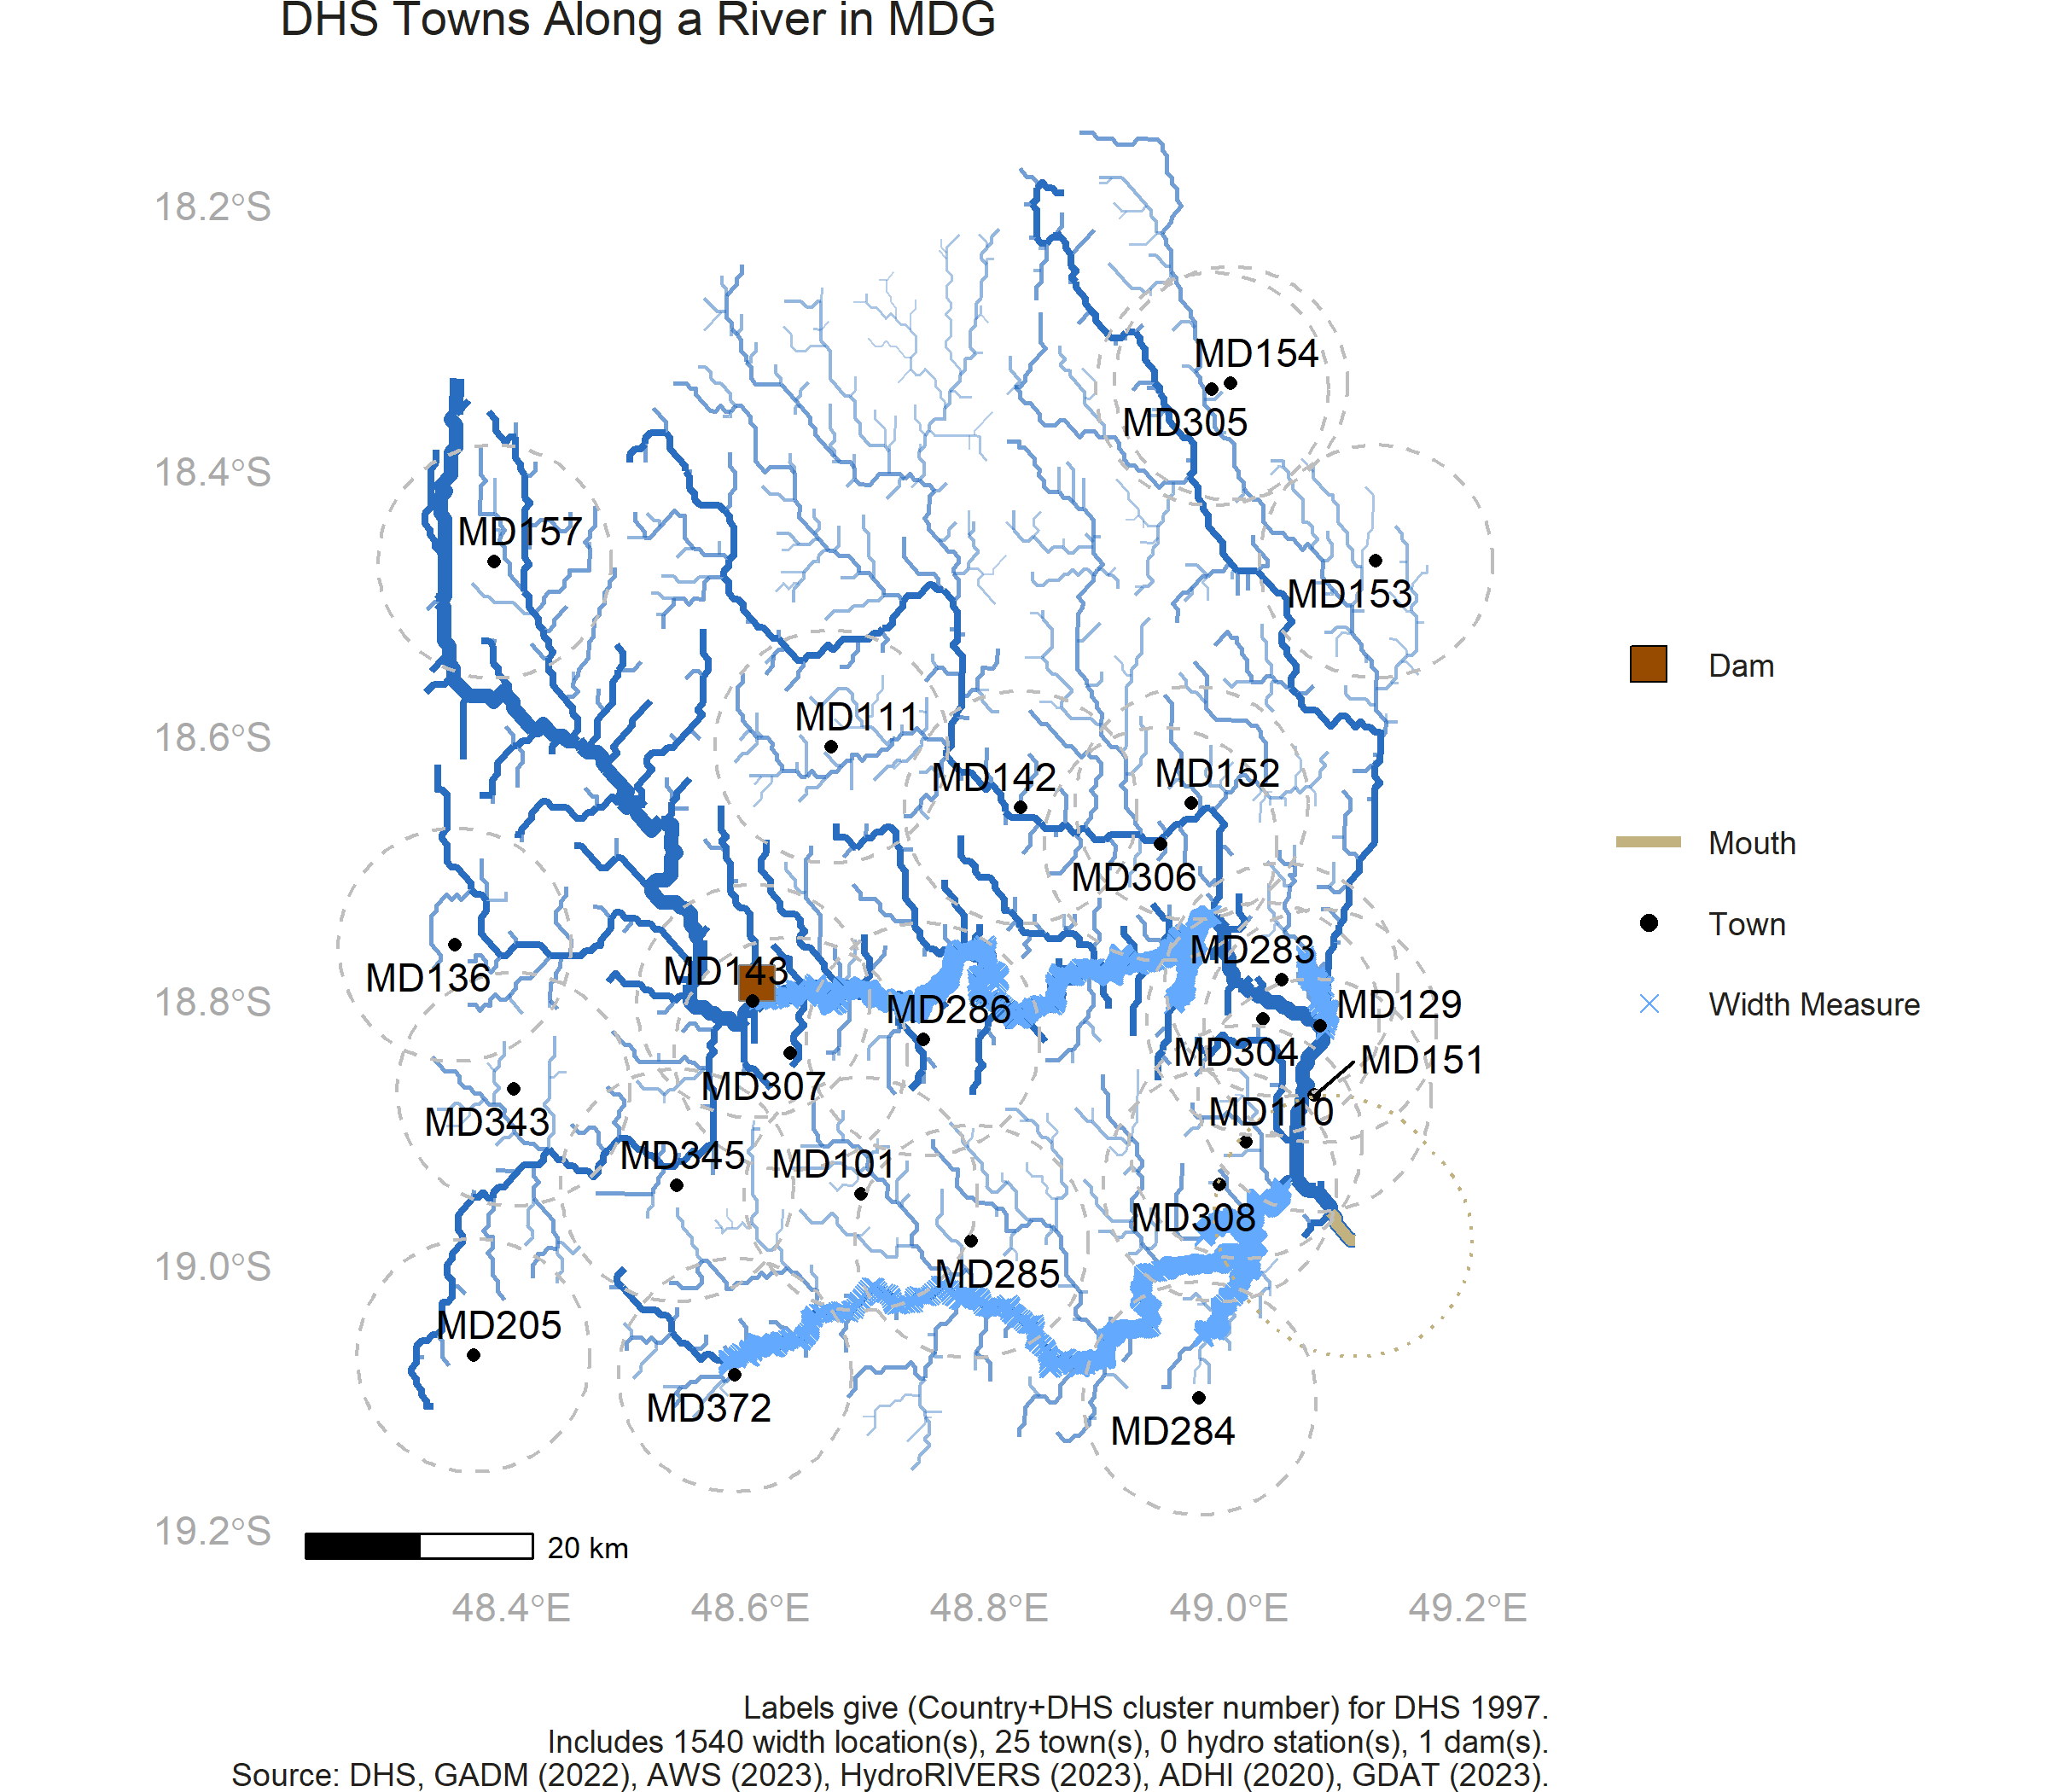 DHS Towns Along a River in MDG
18.2°S
MD154
MD305
18.4°S
MD157
MD153
Dam
MD111
18.6°S
MD142
MD152
Mouth
MD306
Town
MD283
MD136
MD143
18.8°S
MD286
MD129
Width Measure
MD304
MD151
MD307
MD343
MD110
MD345
MD101
MD308
19.0°S
MD285
MD205
MD372
MD284
19.2°S
20 km
48.4°E
48.6°E
48.8°E
49.0°E
49.2°E
Labels give (Country+DHS cluster number) for DHS 1997.
Includes 1540 width location(s), 25 town(s), 0 hydro station(s), 1 dam(s).
Source: DHS, GADM (2022), AWS (2023), HydroRIVERS (2023), ADHI (2020), GDAT (2023).